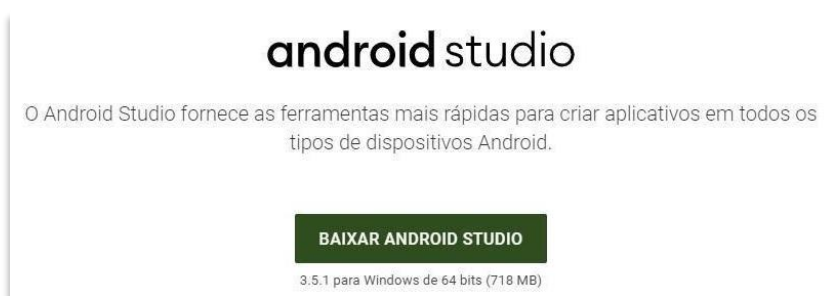 android studio
O Android Studio fornece as ferramentas mais rápidas para criar aplicativos em todos os
tipos de dispositivos Android.
BAIXAR ANDROID STUDIO
3.5.1 para Windows de 64 bits (718 MB)